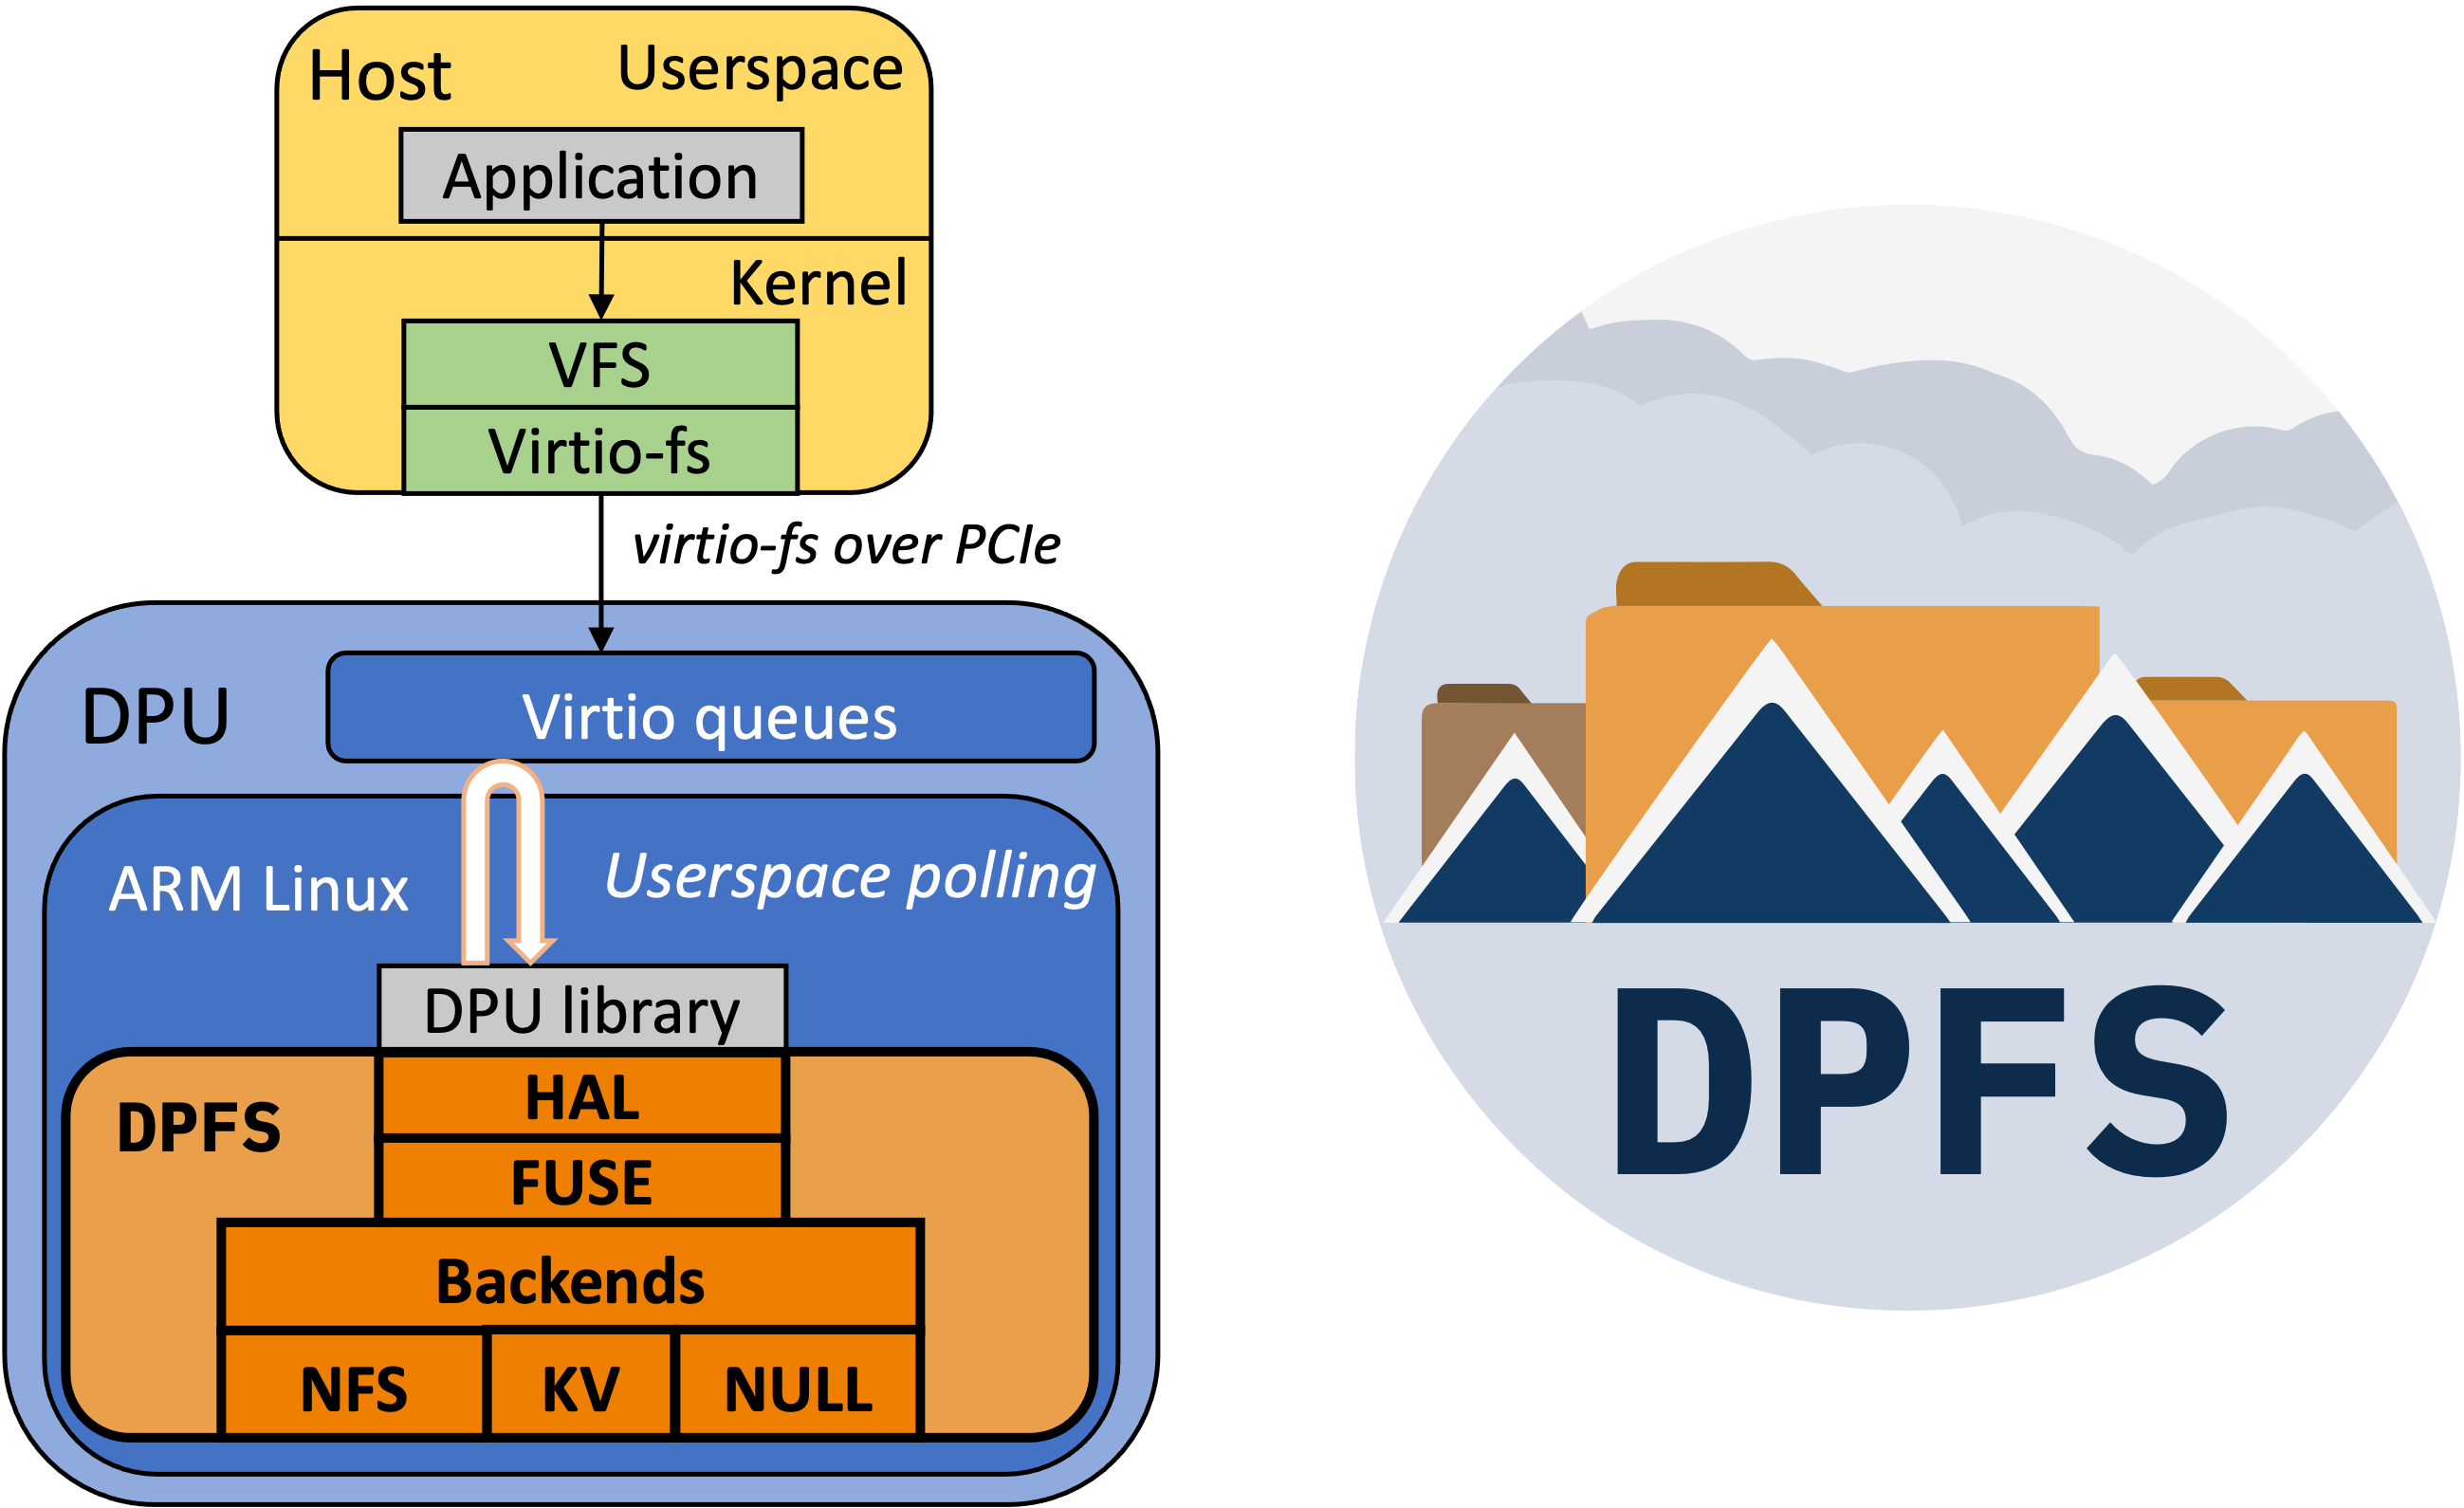 Host
Userspace
Application
Kernel
VFS
Virtio-fs
virtio-fs over PCIe
DPU
Virtio queues
ARM Linux
Userspace polling
DPU library
DPFS
HAL
FUSE
Backends
NFS
KV
NULL
DPFS